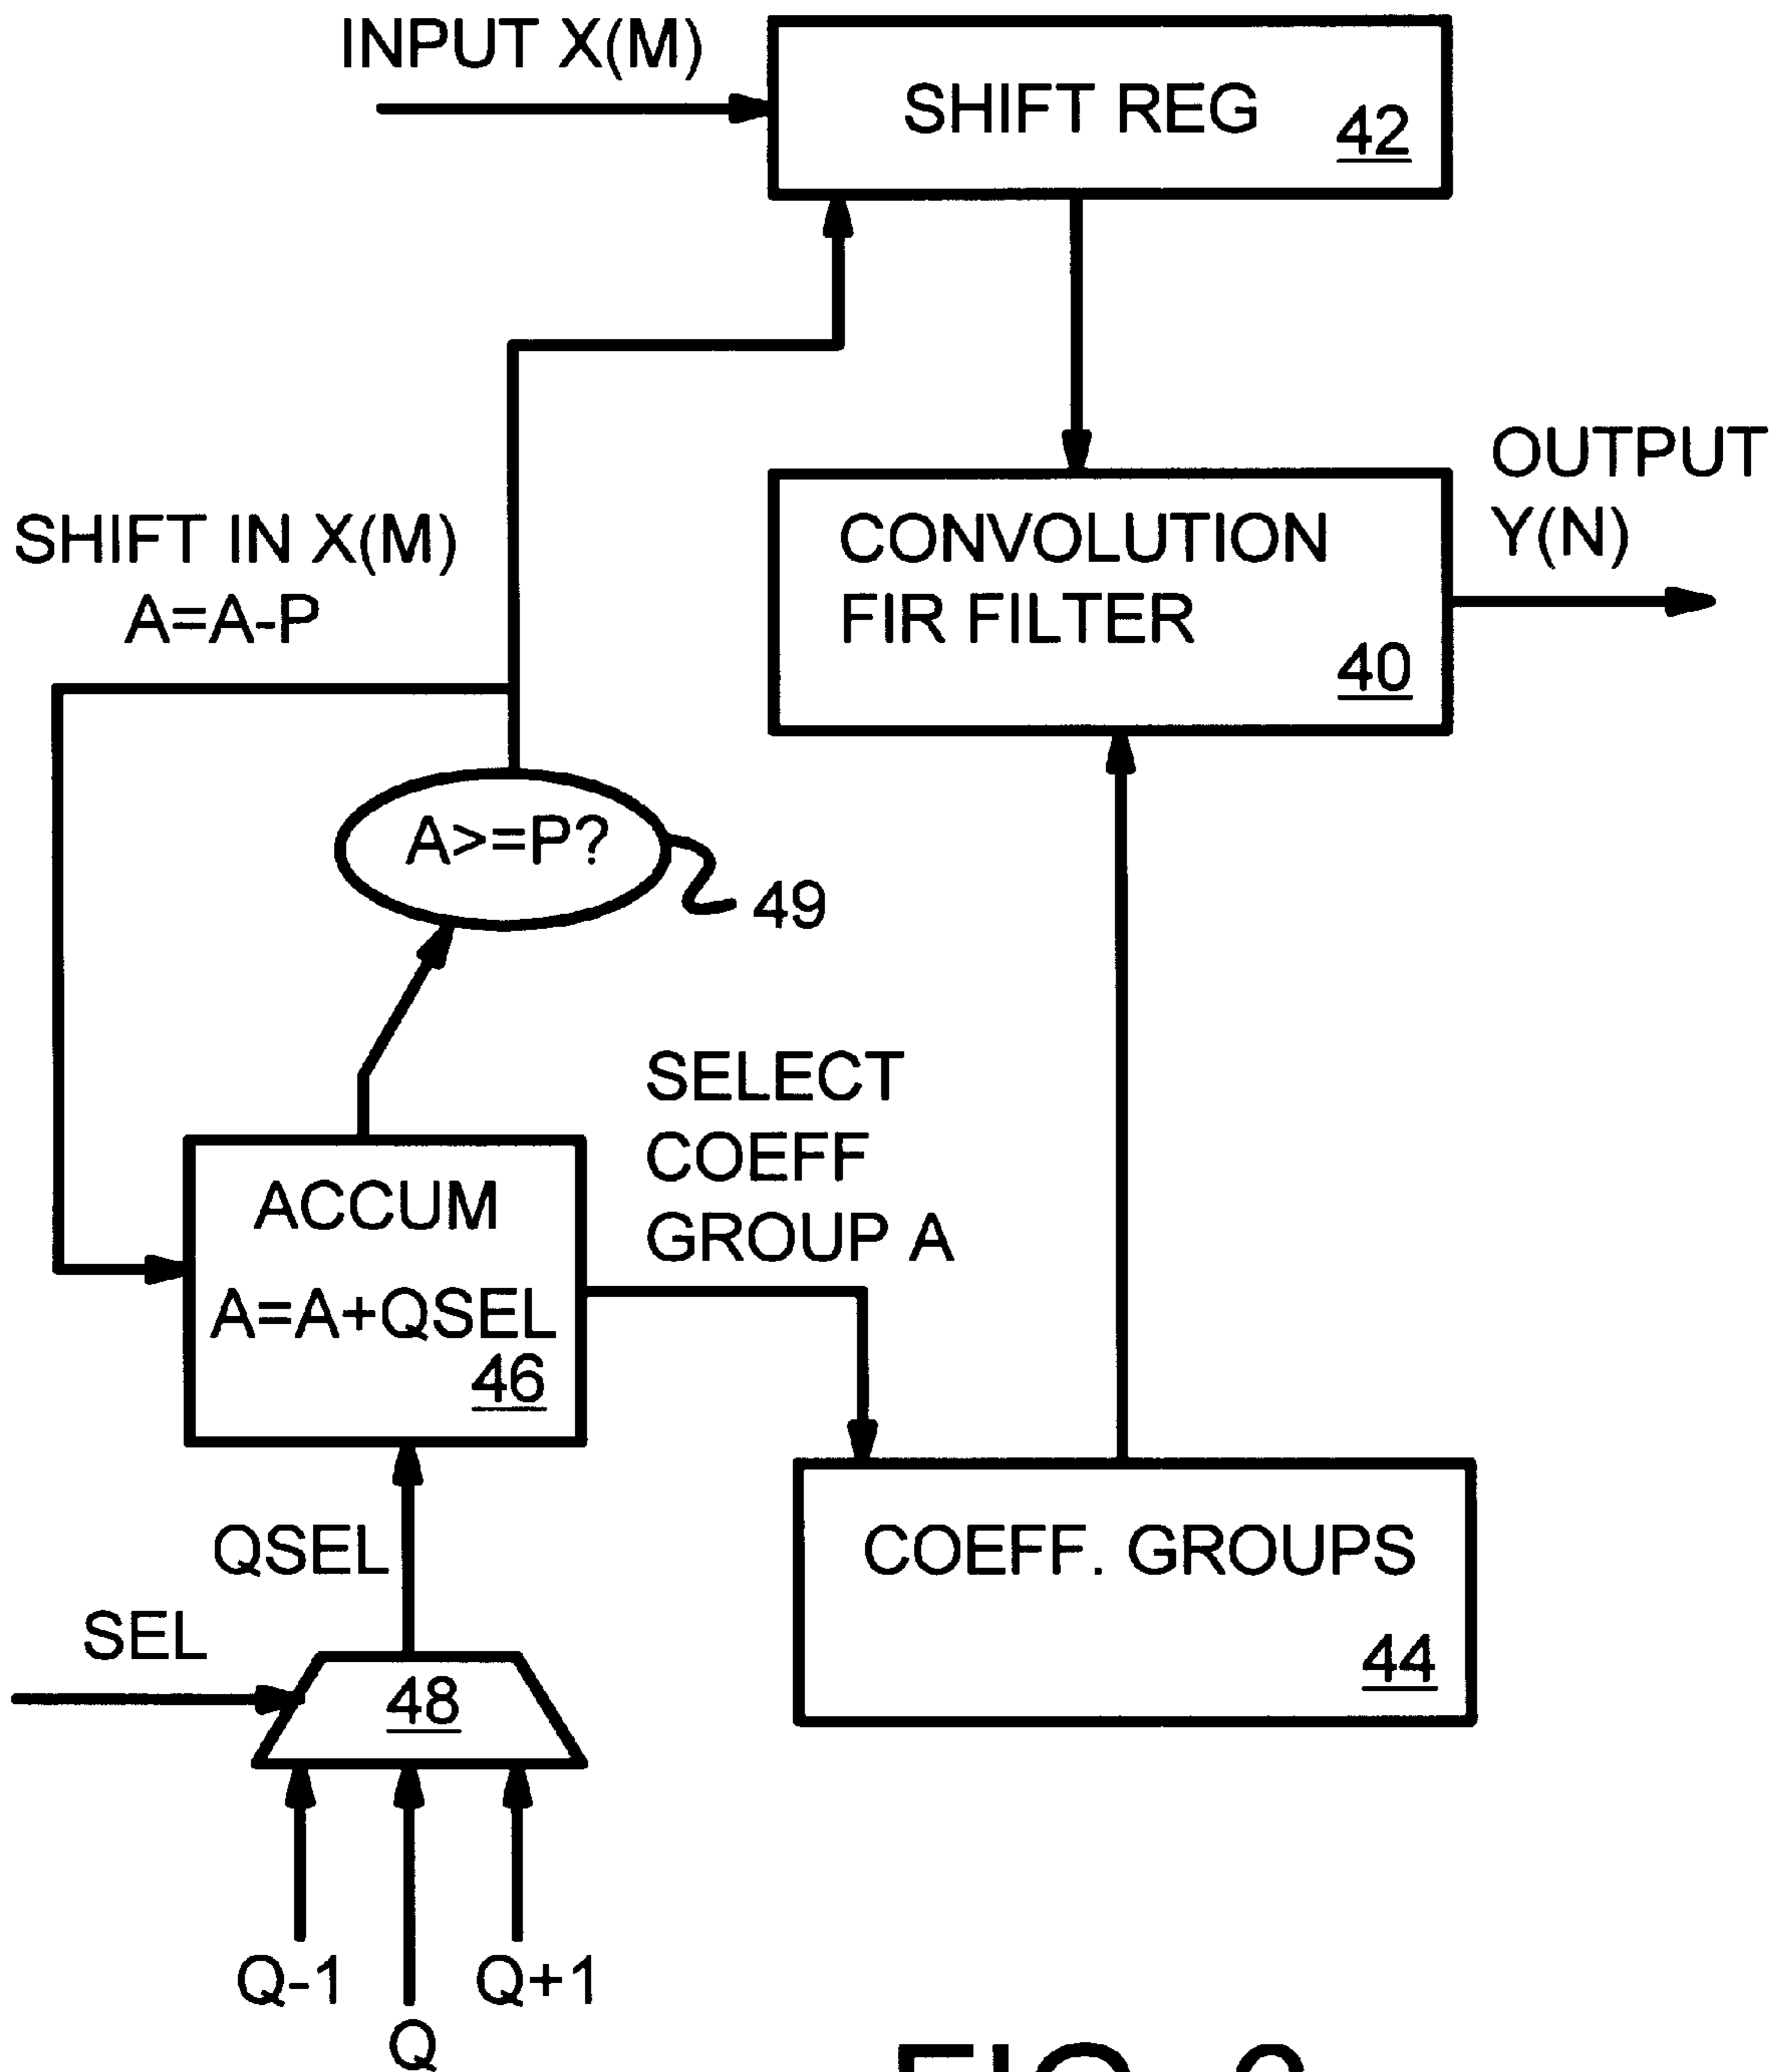 INPUT X(M)
SHIFT REG
42
OUTPUT
Y(N)
SHIFT IN X(M)
A=A-P
CONVOLUTION
FIR FILTER
40
A>=P?
49
SELECT
COEFF
GROUP A
ACCUM
A=A+QSEL
46
QSEL
COEFF. GROUPS
44
SEL
48
Q-1
Q+1
Q
FIG.